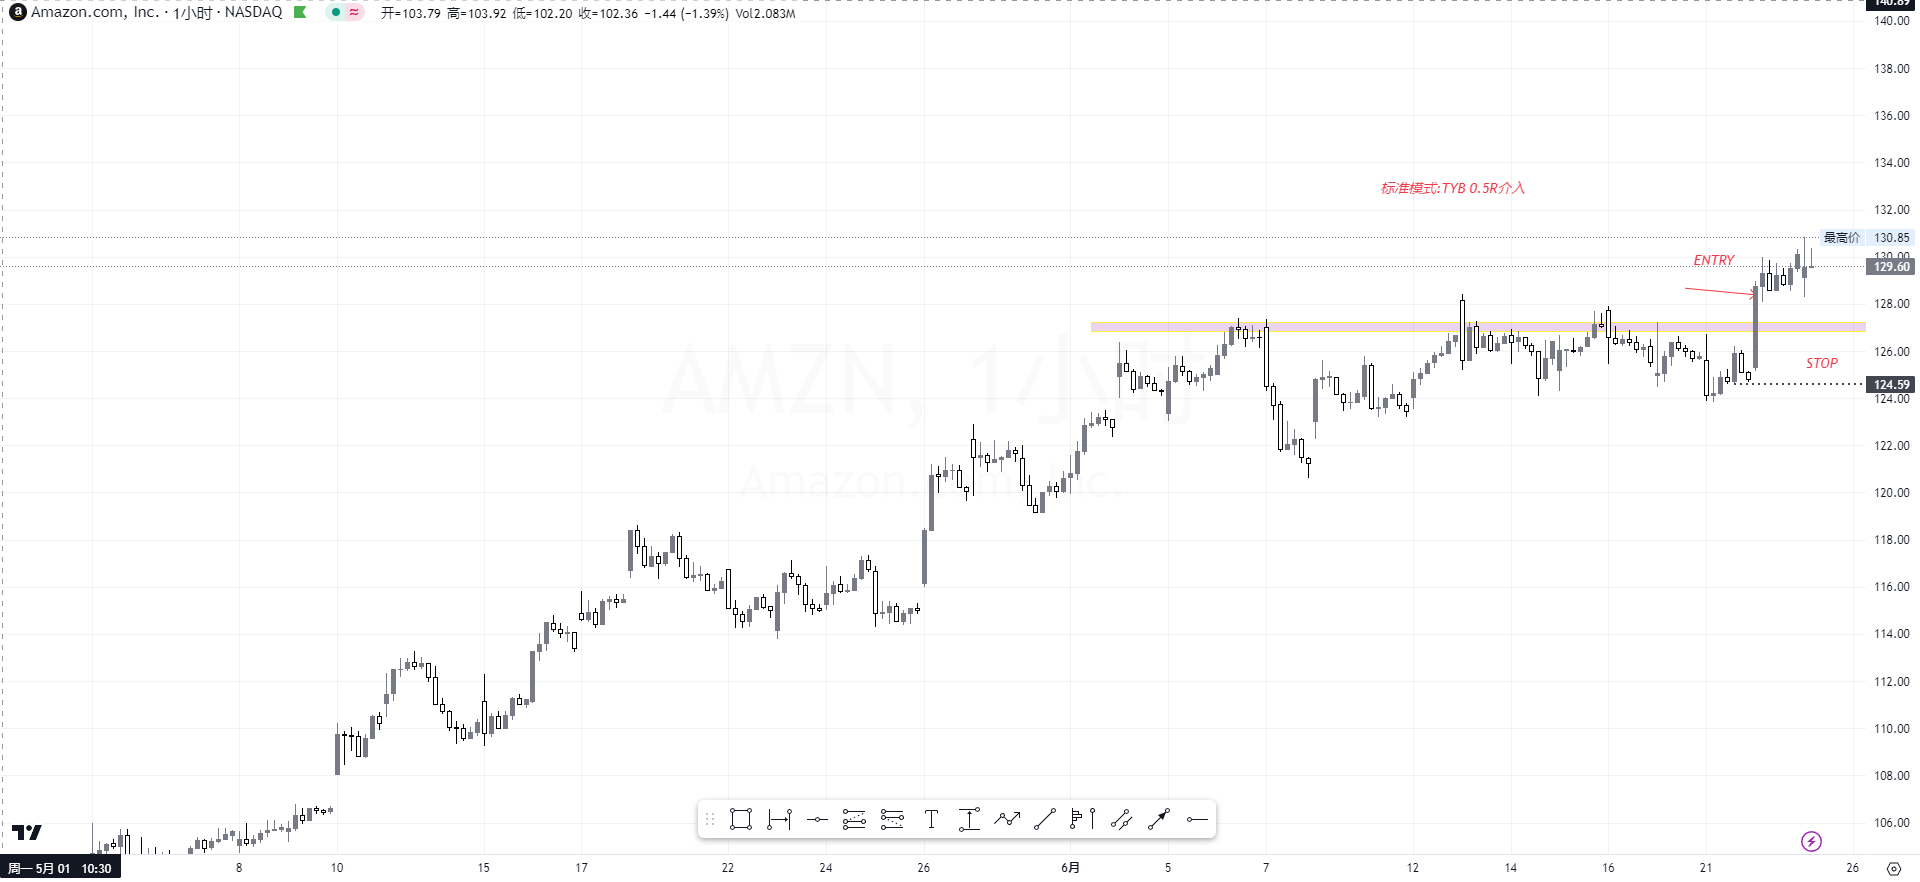 Amazon.com, Inc. · 1小时 · NASDAQ 开=103.79 高=103.92 低=102.20 收=102.36 −1.44 (−1.39%) Vol2.083M
140.89
140.00
138.00
136.00
134.00
标准模式:TYB 0.5R介入
132.00
最高价 130.85
ENTRY
130.00
129.60
128.00
126.00
STOP
124.59
124.00
AMZN, 1小时
122.00
Amazon.com, Inc.
120.00
118.00
116.00
114.00
112.00
110.00
108.00
106.00
周一 5月 01 10:30 8 10 15 17 22 24 26 6月 5 7 12 14 16 21 26